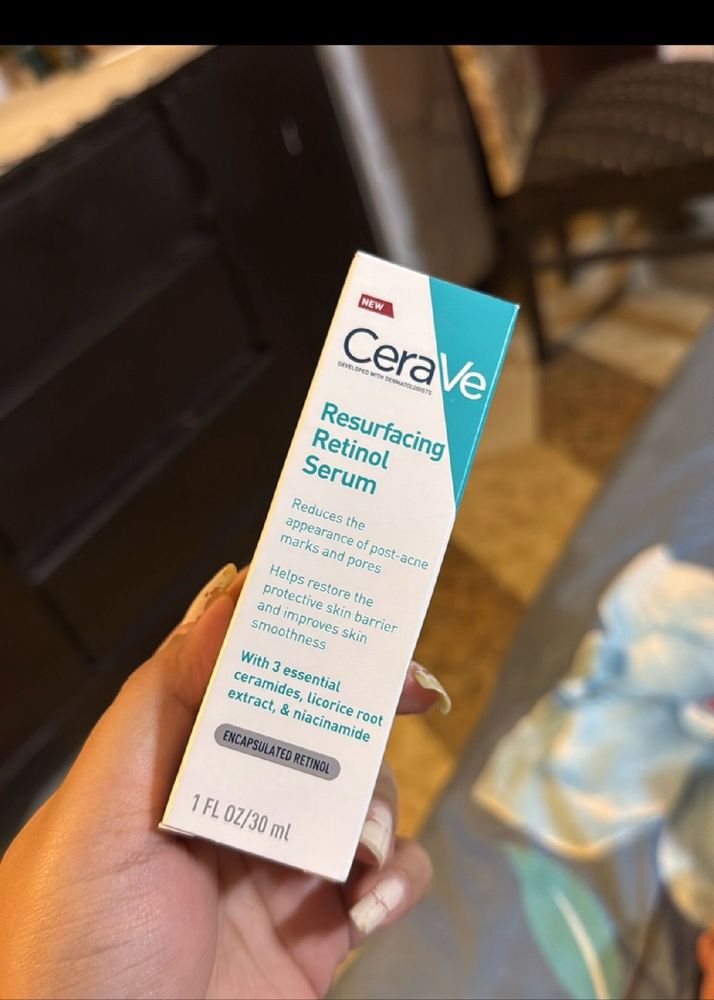 NEW
CeraVe
DEVELOPED WITH DERMATOLOGISTS
Resurfacing
Retinol
Serum
Reduces the
appearance of post-acne
marks and pores
Helps restore the
protective skin barrier
and improves skin
smoothness
With 3 essential
ceramides, licorice root
extract, & niacinamide
ENCAPSULATED RETINOL
1 FL OZ/30 ml